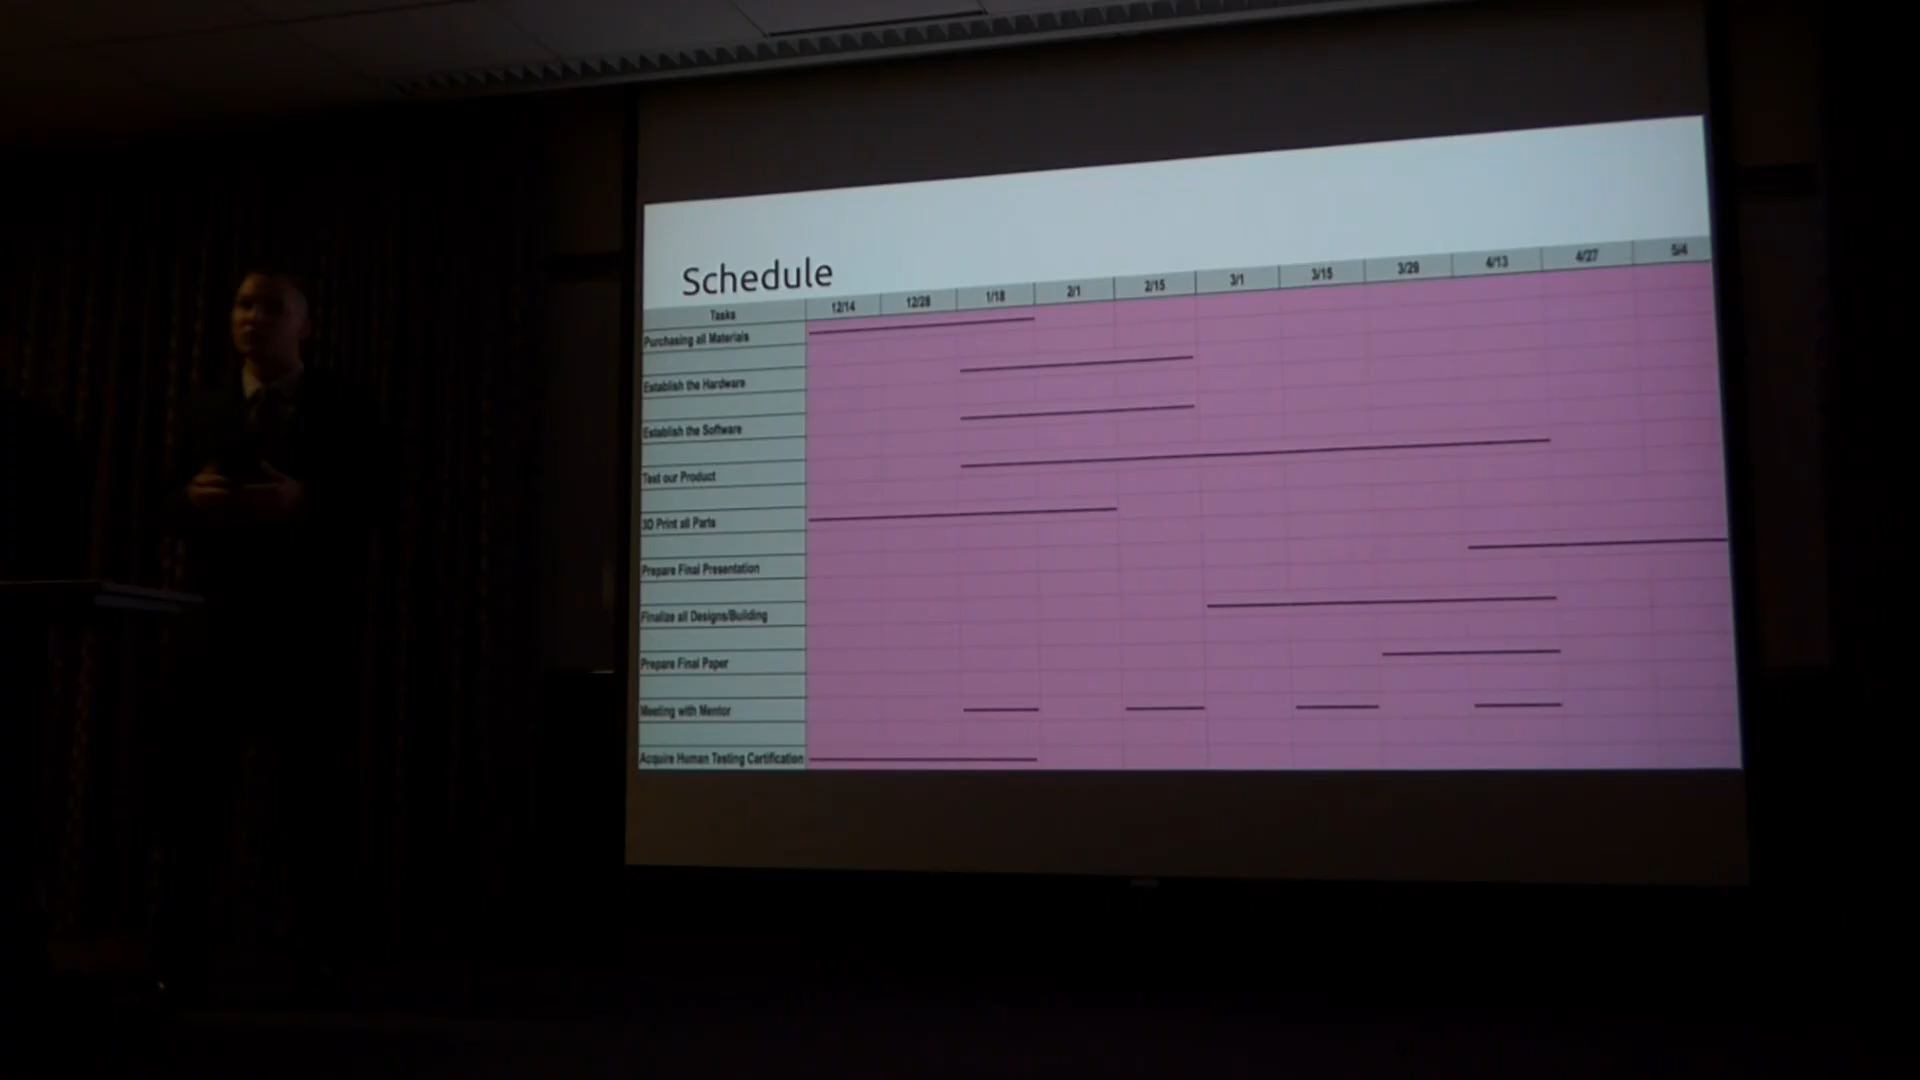 Schedule
Tasks 12/14 12/28 1/18 2/1 2/15 3/1 3/15 3/29 4/13 4/27 5/4
Purchasing all Materials
Establish the Hardware
Establish the Software
Test our Product
3D Print all Parts
Prepare Final Presentation
Finalize all Designs/Building
Prepare Final Paper
Meeting with Mentor
Acquire Human Testing Certification